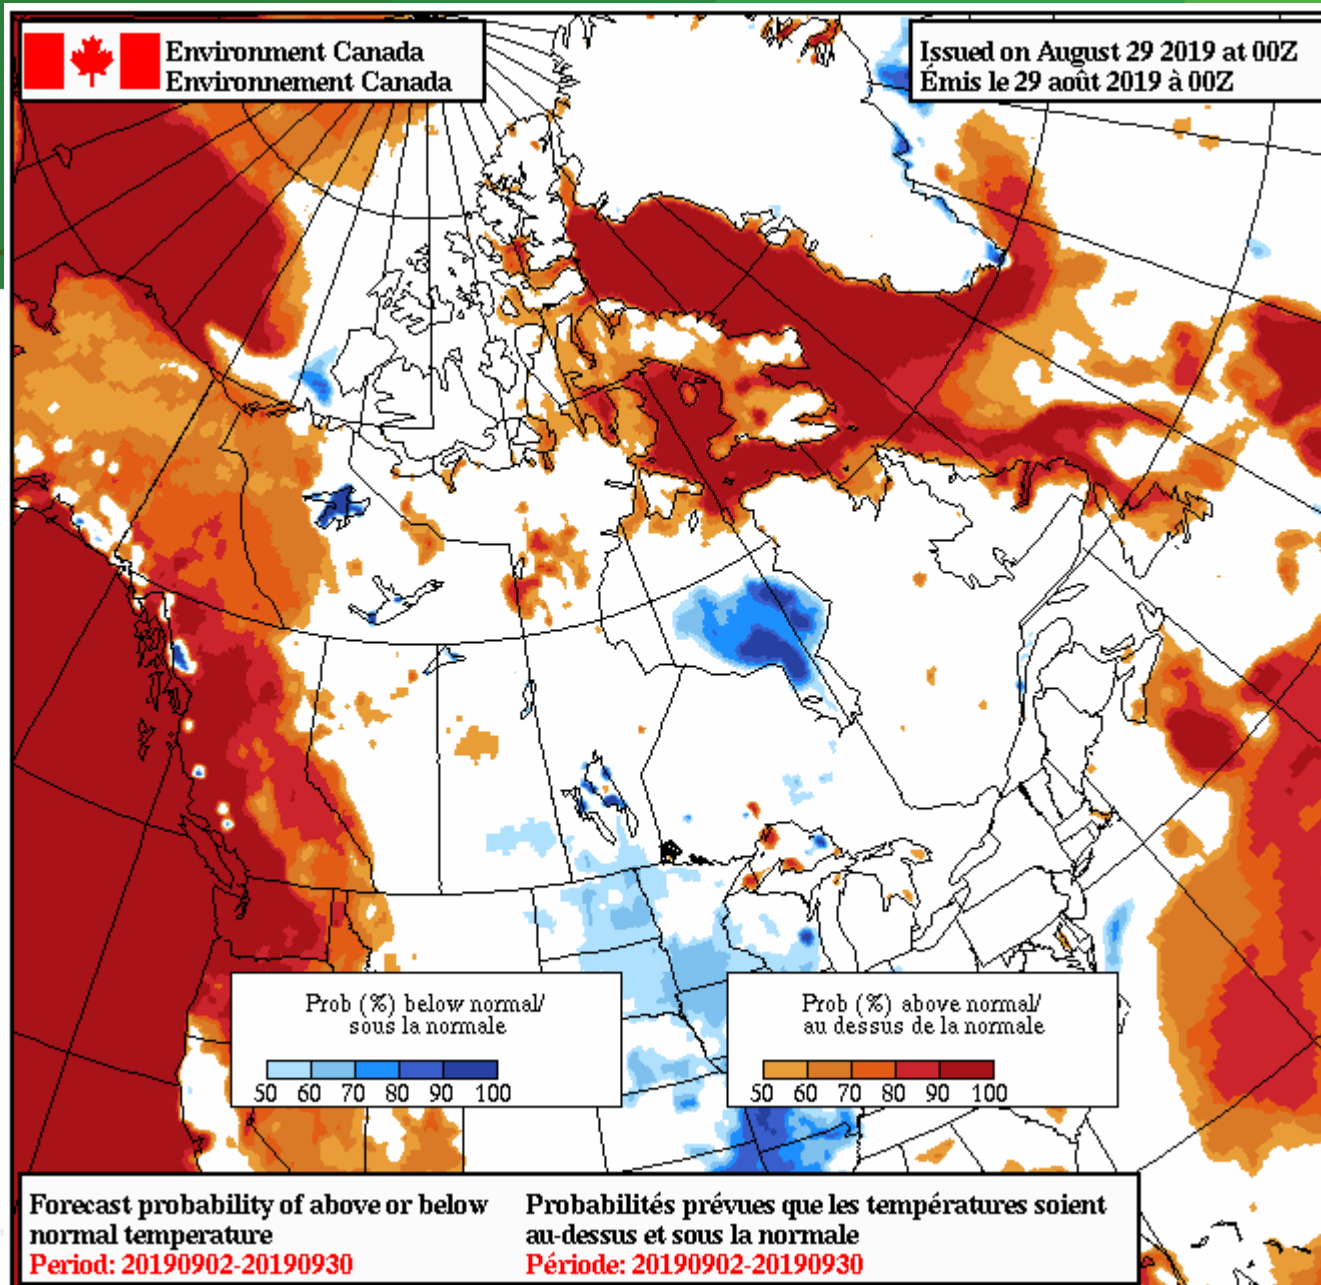 Environment Canada
Environnement Canada
Issued on August 29 2019 at 00Z
Émis le 29 août 2019 à 00Z
Prob (%) below normal/
sous la normale
50 60 70 80 90 100
Prob (%) above normal/
au dessus de la normale
50 60 70 80 90 100
Forecast probability of above or below
normal temperature
Period: 20190902-20190930
Probabilités prévues que les températures soient
au-dessus et sous la normale
Période: 20190902-20190930